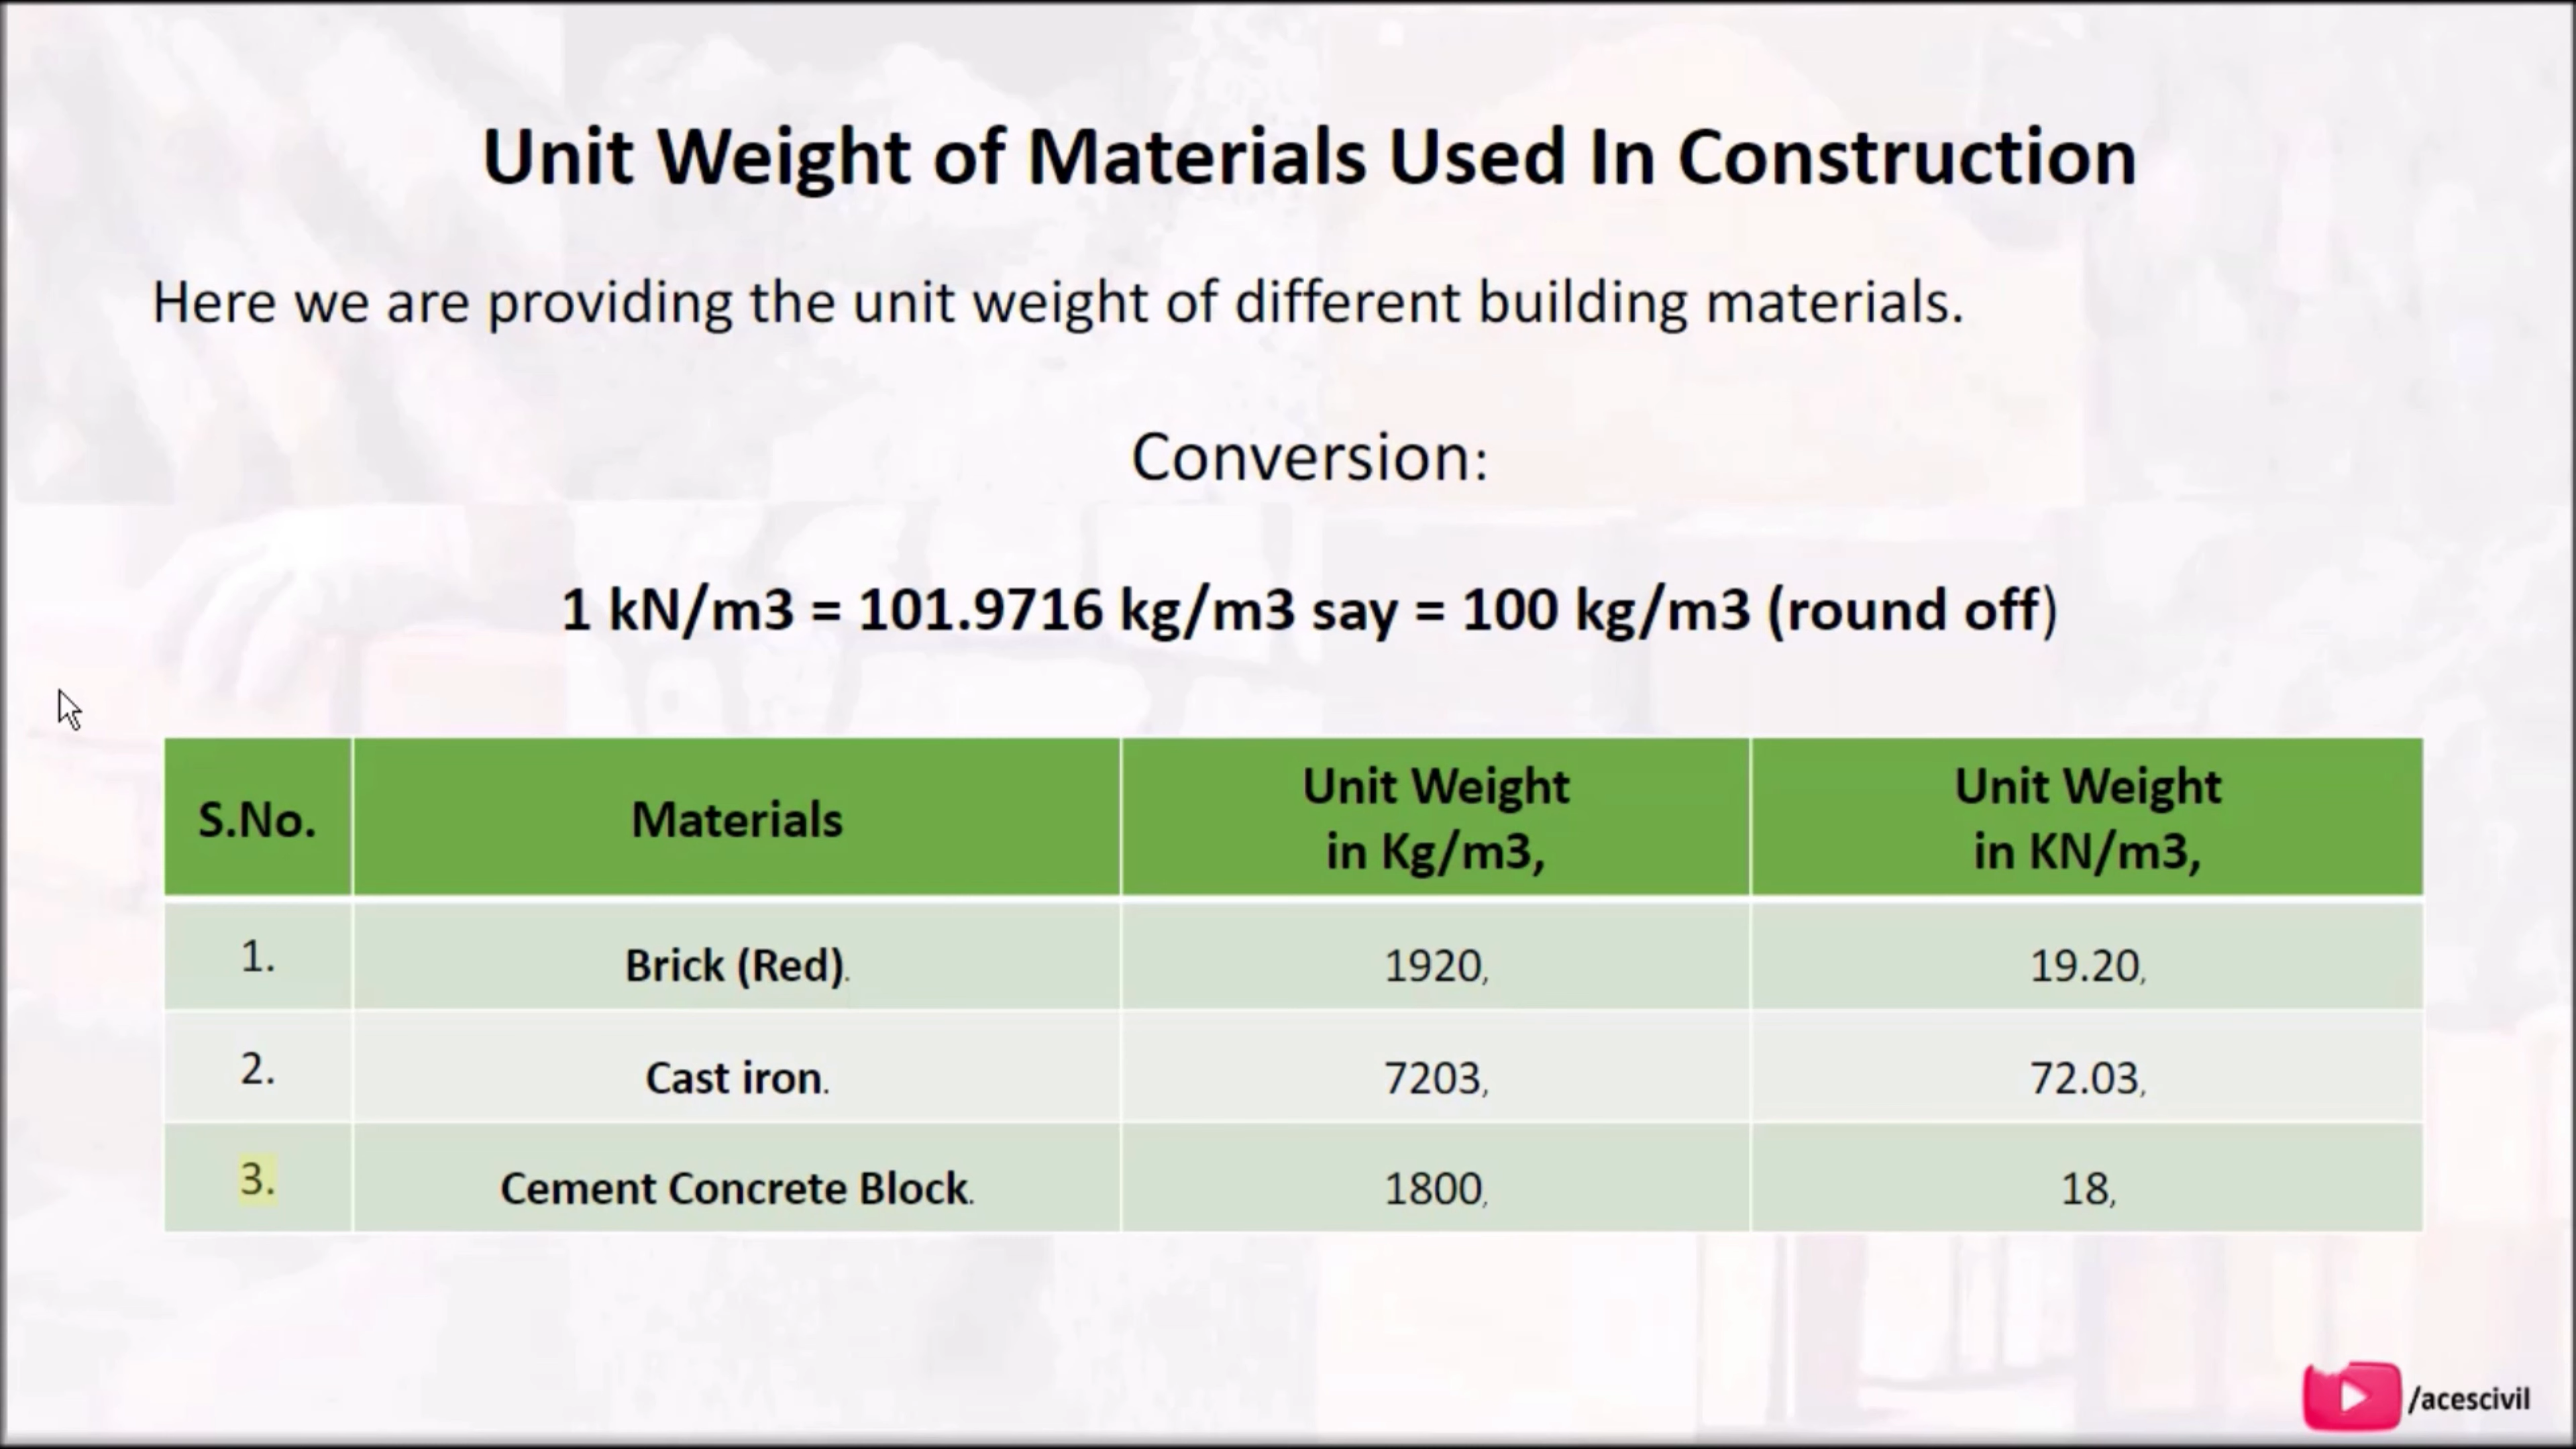 Unit Weight of Materials Used In Construction
Here we are providing the unit weight of different building materials.
Conversion:
1 kN/m3 = 101.9716 kg/m3 say = 100 kg/m3 (round off)
S.No. Materials Unit Weight in Kg/m3, Unit Weight in KN/m3,
1. Brick (Red). 1920, 19.20,
2. Cast iron. 7203, 72.03,
3. Cement Concrete Block. 1800, 18,
/acescivil